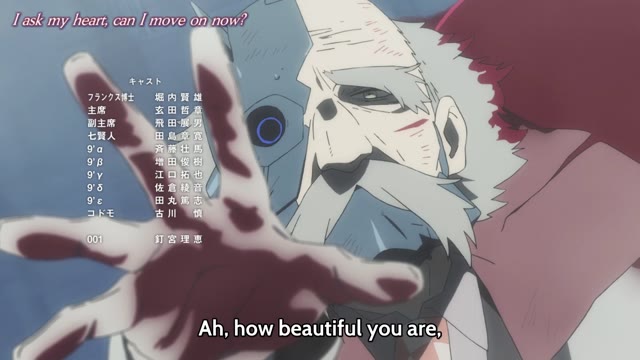 I ask my heart, can I move on now?
キャスト
フランクス博士 堀内賢雄
主席 玄田哲章
副主席 飛田展男
七賢人 田島章寛
9'α 斉藤壮馬
9'β 増田俊樹
9'γ 江口拓也
9'δ 佐倉綾音
9'ε 田丸篤志
コドモ 古川 慎
001 釘宮理恵
Ah, how beautiful you are,